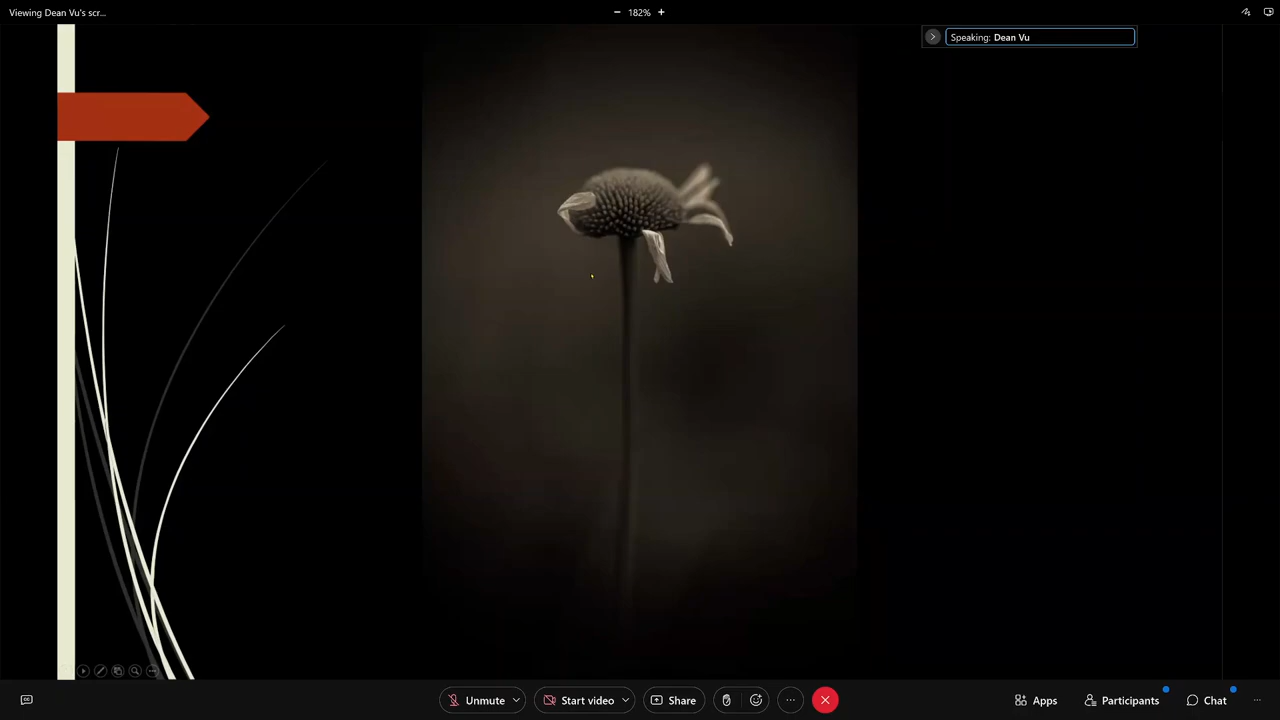 Viewing Dean Vu's scr...
182%
Speaking: Dean Vu
Unmute
Start video
Share
Apps
Participants
Chat